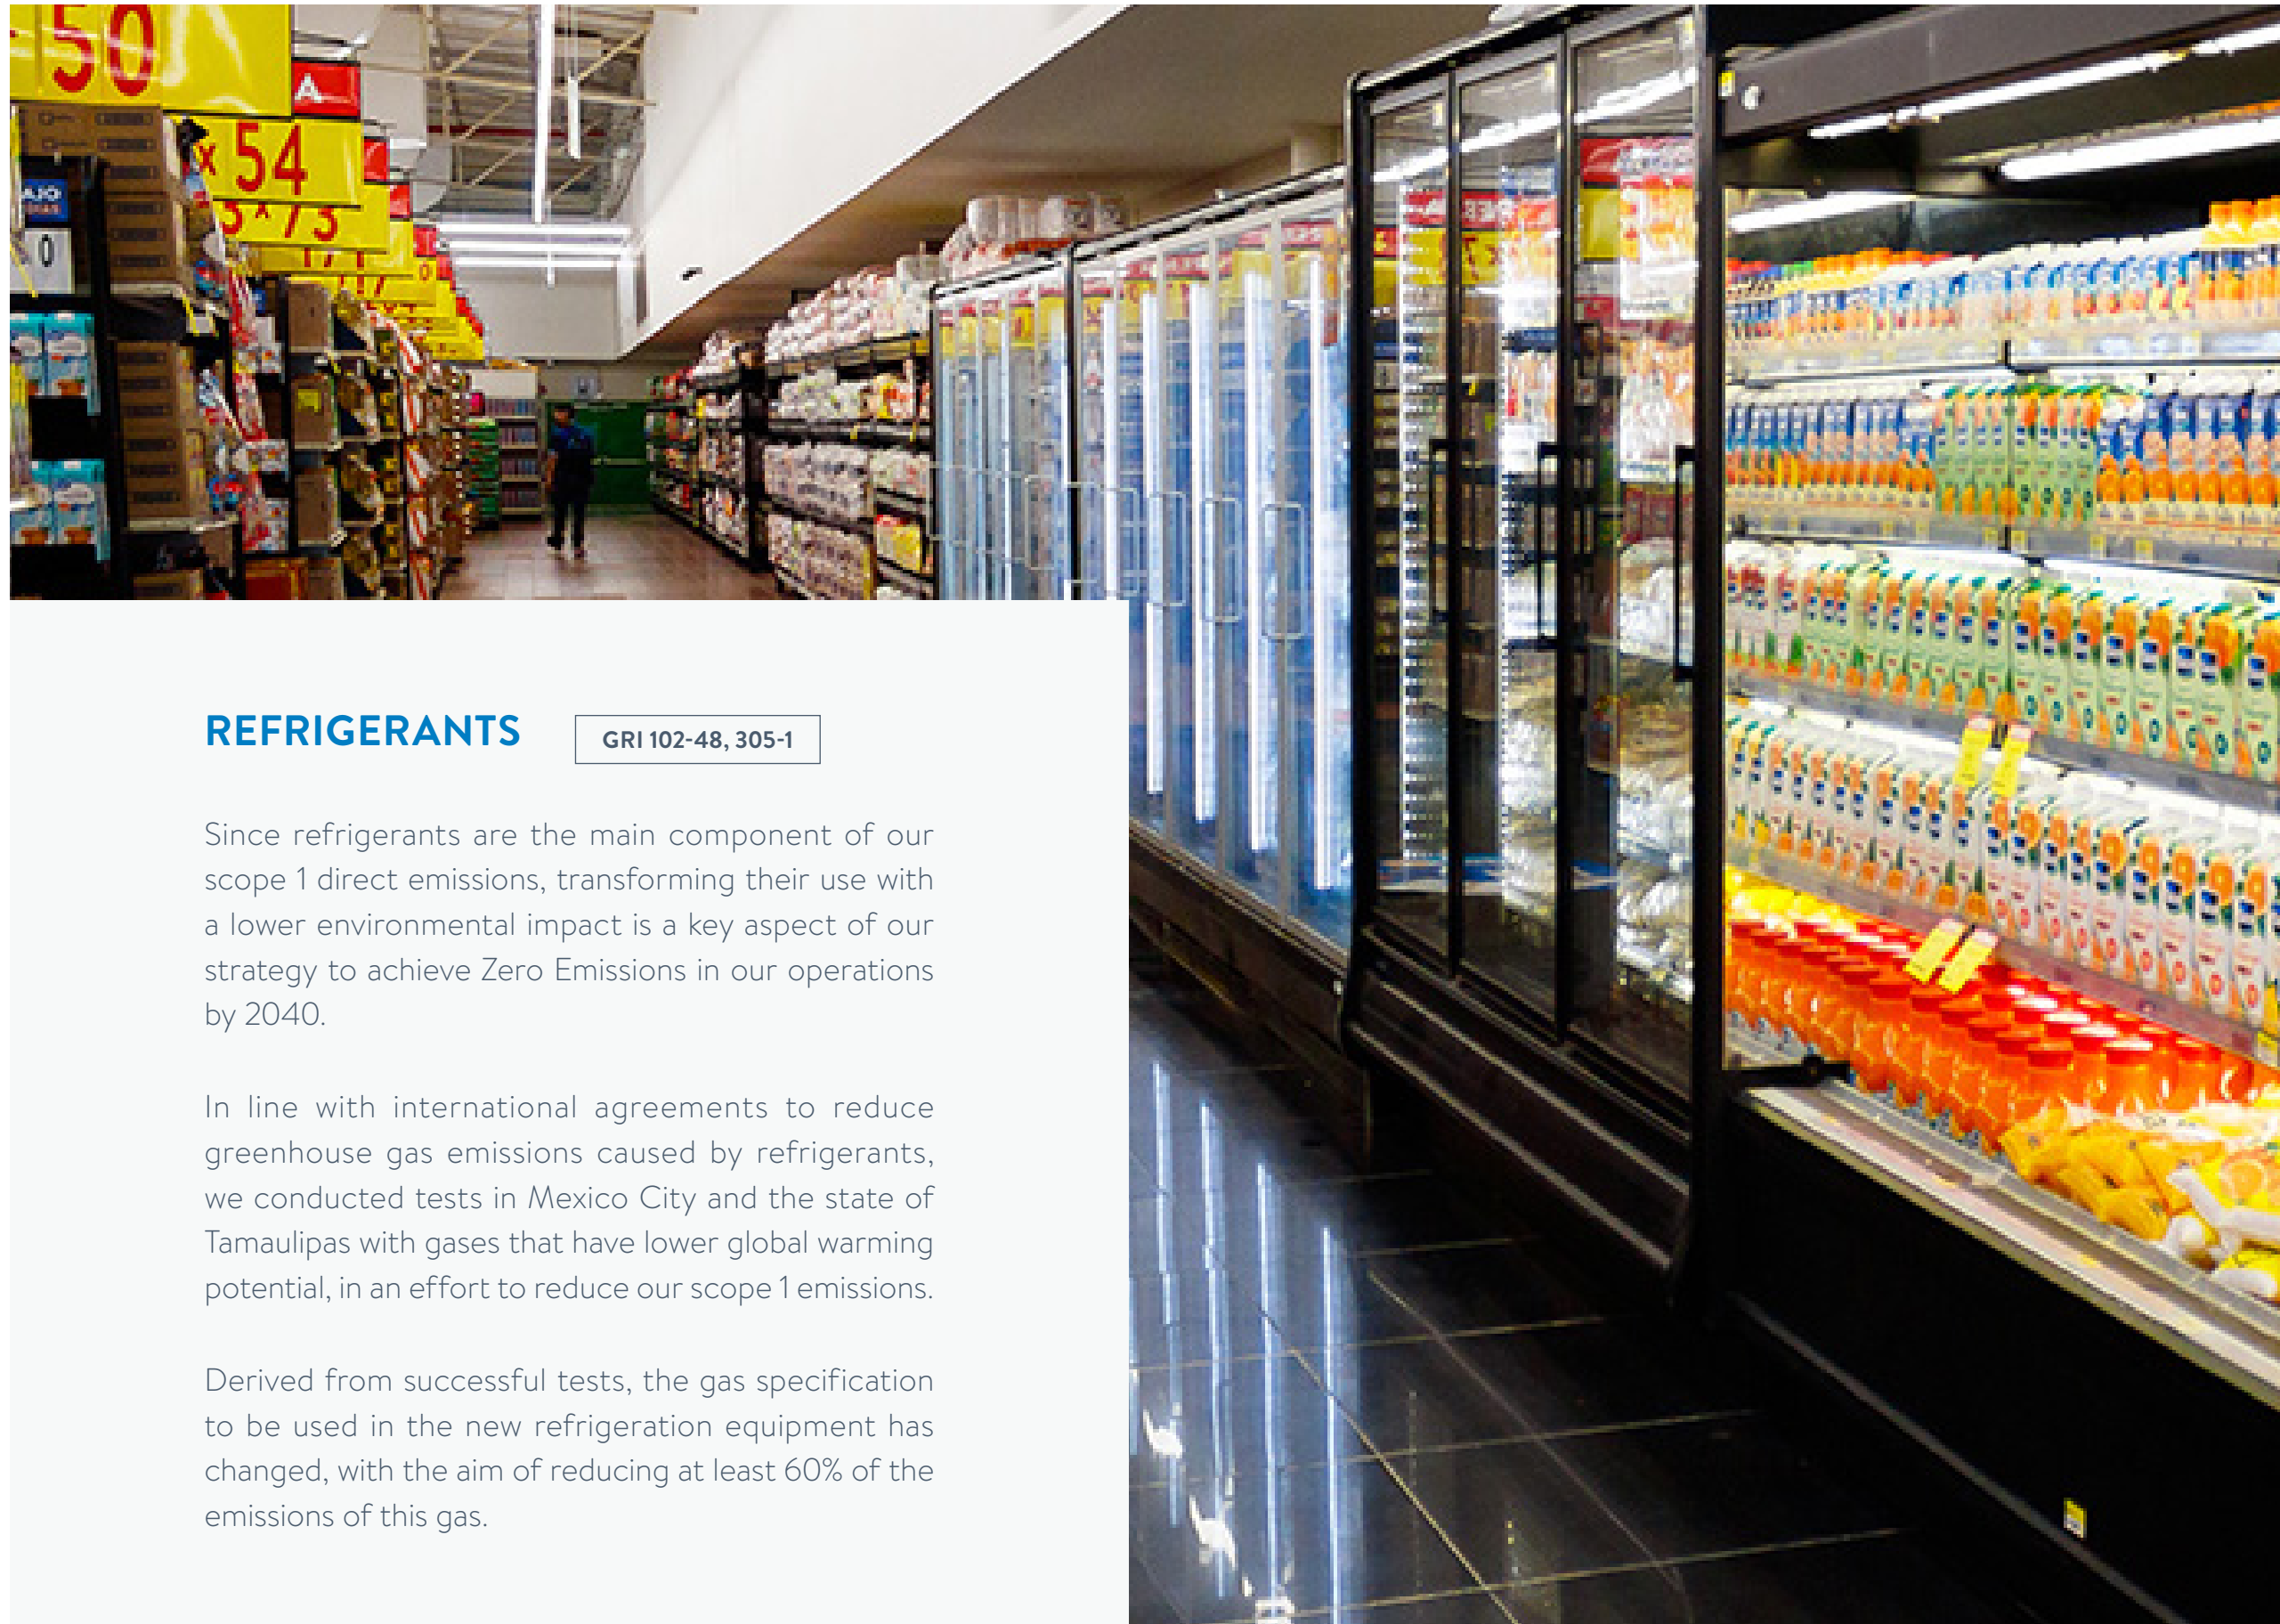 50
A
x 54
3 x 73
AJO
0
REFRIGERANTS
GRI 102-48, 305-1
Since refrigerants are the main component of our
scope 1 direct emissions, transforming their use with
a lower environmental impact is a key aspect of our
strategy to achieve Zero Emissions in our operations
by 2040.
In line with international agreements to reduce
greenhouse gas emissions caused by refrigerants,
we conducted tests in Mexico City and the state of
Tamaulipas with gases that have lower global warming
potential, in an effort to reduce our scope 1 emissions.
Derived from successful tests, the gas specification
to be used in the new refrigeration equipment has
changed, with the aim of reducing at least 60% of the
emissions of this gas.